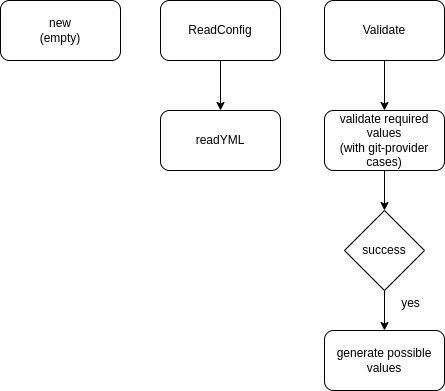 new
(empty)
ReadConfig
Validate
readYML
validate required
values
(with git-provider
cases)
success
yes
generate possible
values